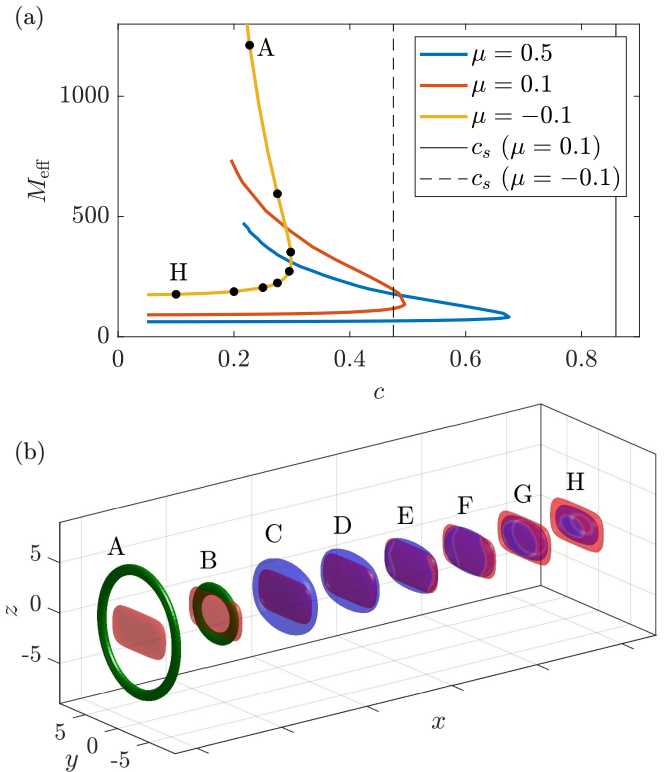 (a)
1000
500
0
M_eff
A
H
μ = 0.5
μ = 0.1
μ = −0.1
c_s (μ = 0.1)
c_s (μ = −0.1)
0 0.2 0.4 0.6 0.8
c
(b)
A B C D E F G H
5
0
-5
z
5
0
-5
y
x